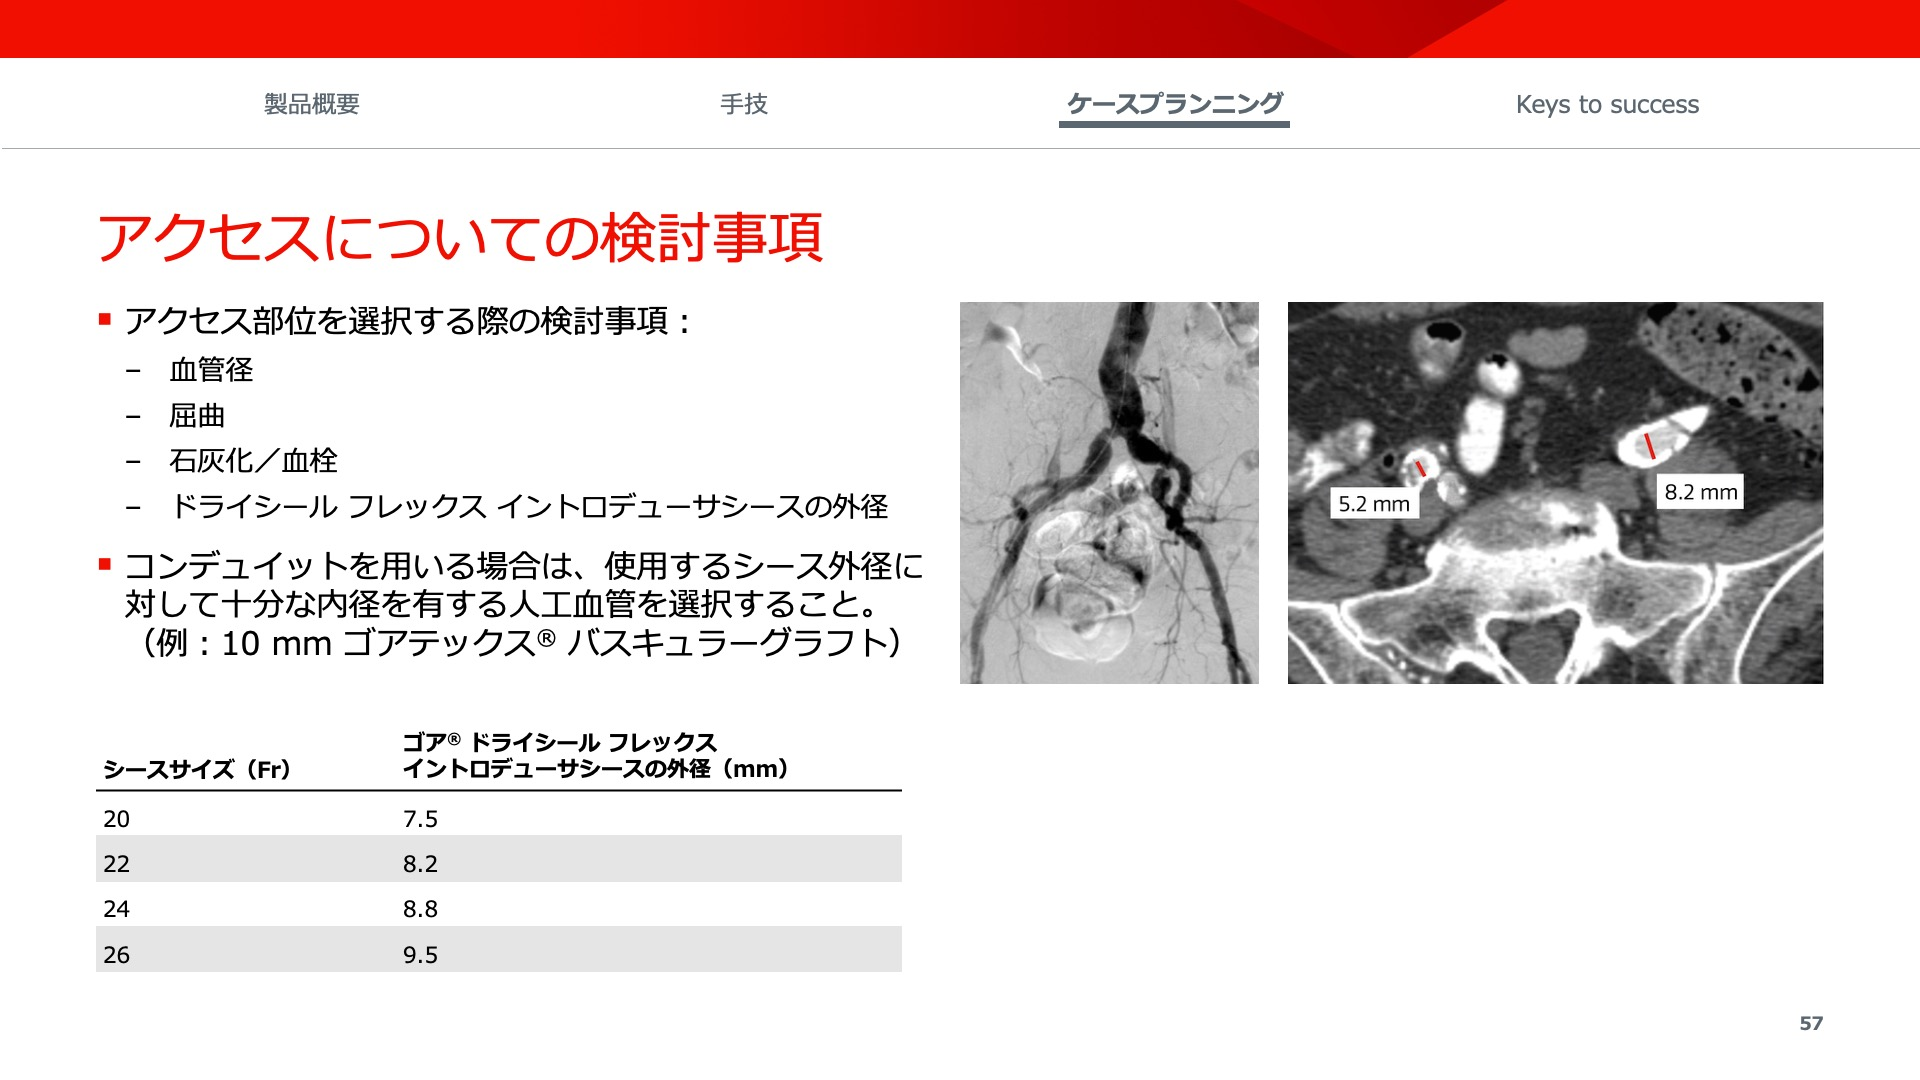 製品概要
手技
ケースプランニング
Keys to success
アクセスについての検討事項
▪ アクセス部位を選択する際の検討事項：
– 血管径
– 屈曲
– 石灰化／血栓
– ドライシール フレックス イントロデューサシースの外径
▪ コンデュイットを用いる場合は、使用するシース外径に
対して十分な内径を有する人工血管を選択すること。
（例：10 mm ゴアテックス® バスキュラーグラフト）
5.2 mm
8.2 mm
シースサイズ（Fr） ゴア® ドライシール フレックス
イントロデューサシースの外径（mm）
20 7.5
22 8.2
24 8.8
26 9.5
57